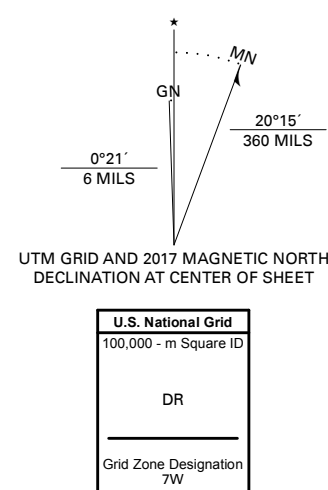 ★
MN
GN
20°15´
360 MILS
0°21´
6 MILS
UTM GRID AND 2017 MAGNETIC NORTH
DECLINATION AT CENTER OF SHEET
U.S. National Grid
100,000 - m Square ID
DR
Grid Zone Designation
7W